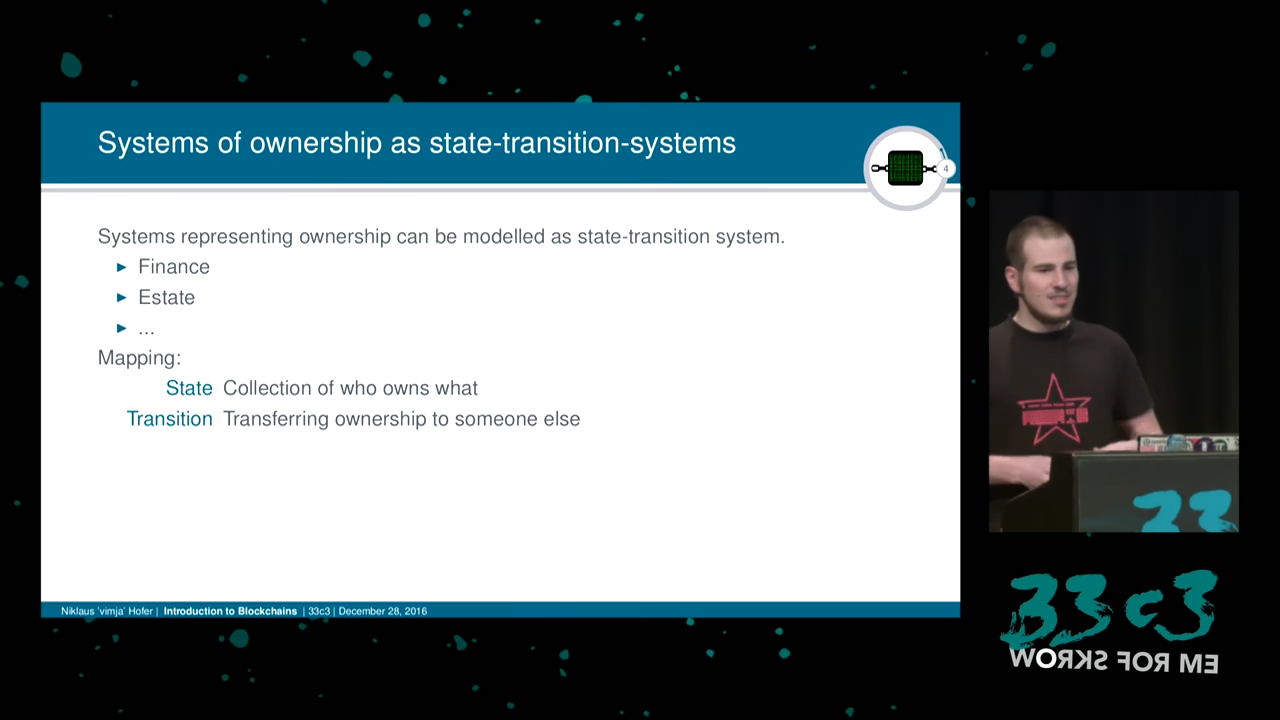 Systems of ownership as state-transition-systems
4
Systems representing ownership can be modelled as state-transition system.
► Finance
► Estate
► ...
Mapping:
State Collection of who owns what
Transition Transferring ownership to someone else
Niklaus 'vimja' Hofer | Introduction to Blockchains | 33c3 | December 28, 2016
33
33c3
WORKS FOR ME